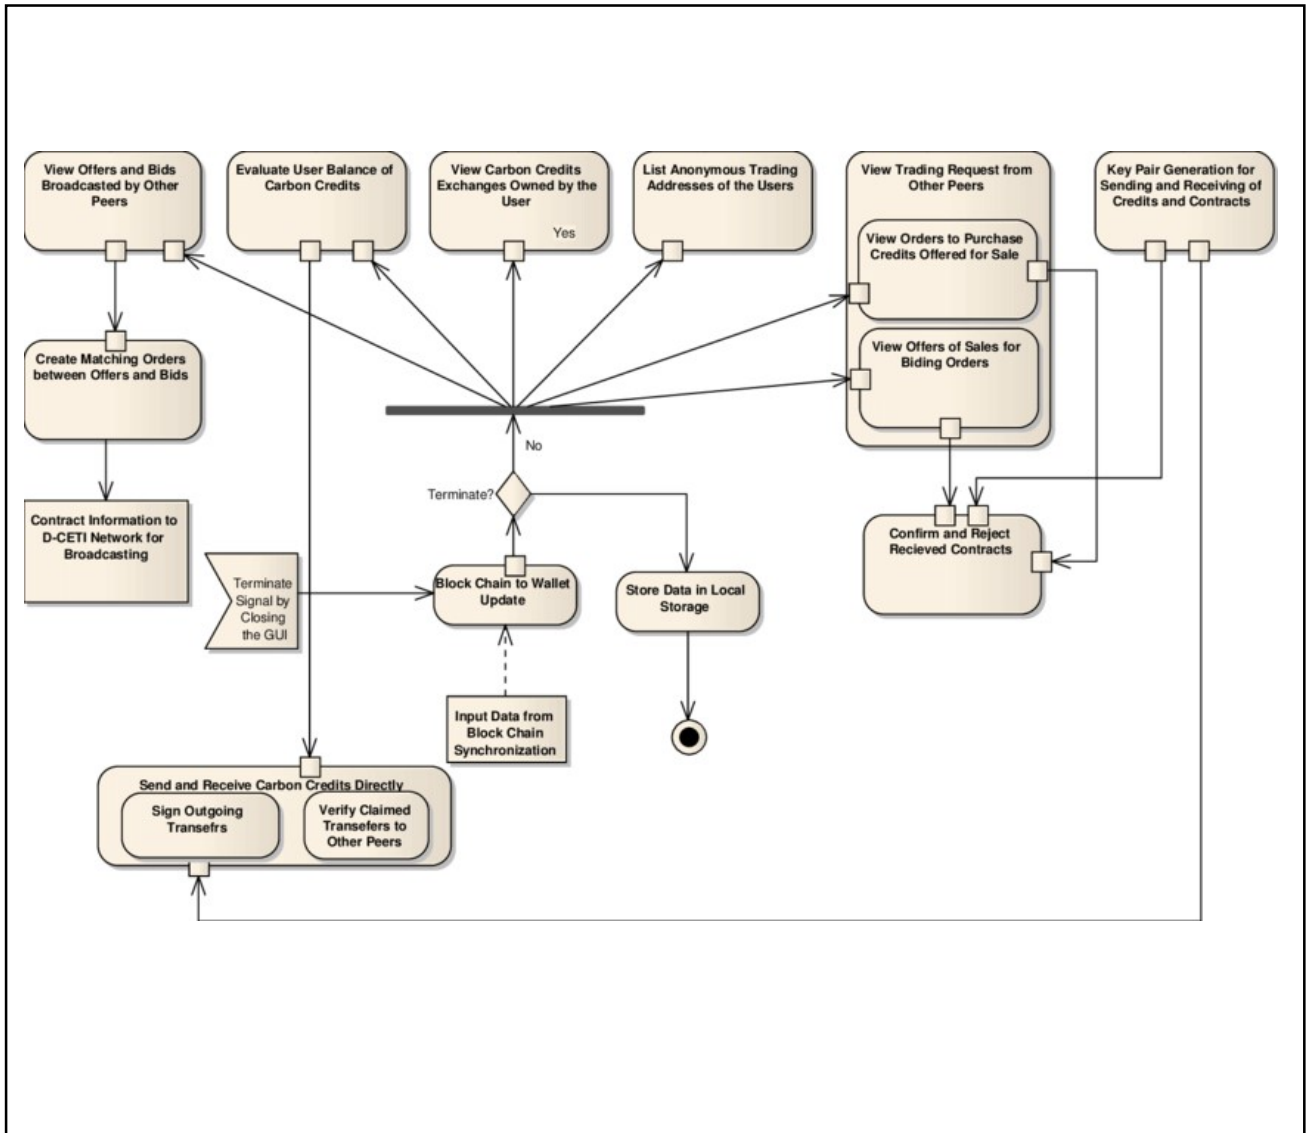 View Offers and Bids
Broadcasted by Other
Peers
Evaluate User Balance of
Carbon Credits
View Carbon Credits
Exchanges Owned by the
User
Yes
List Anonymous Trading
Addresses of the Users
View Trading Request from
Other Peers
View Orders to Purchase
Credits Offered for Sale
View Offers of Sales for
Biding Orders
Key Pair Generation for
Sending and Receiving of
Credits and Contracts
Create Matching Orders
between Offers and Bids
No
Terminate?
Contract Information to
D-CETI Network for
Broadcasting
Terminate
Signal by
Closing
the GUI
Block Chain to Wallet
Update
Store Data in Local
Storage
Confirm and Reject
Recieved Contracts
Input Data from
Block Chain
Synchronization
Send and Receive Carbon Credits Directly
Sign Outgoing
Transefrs
Verify Claimed
Transefers to
Other Peers